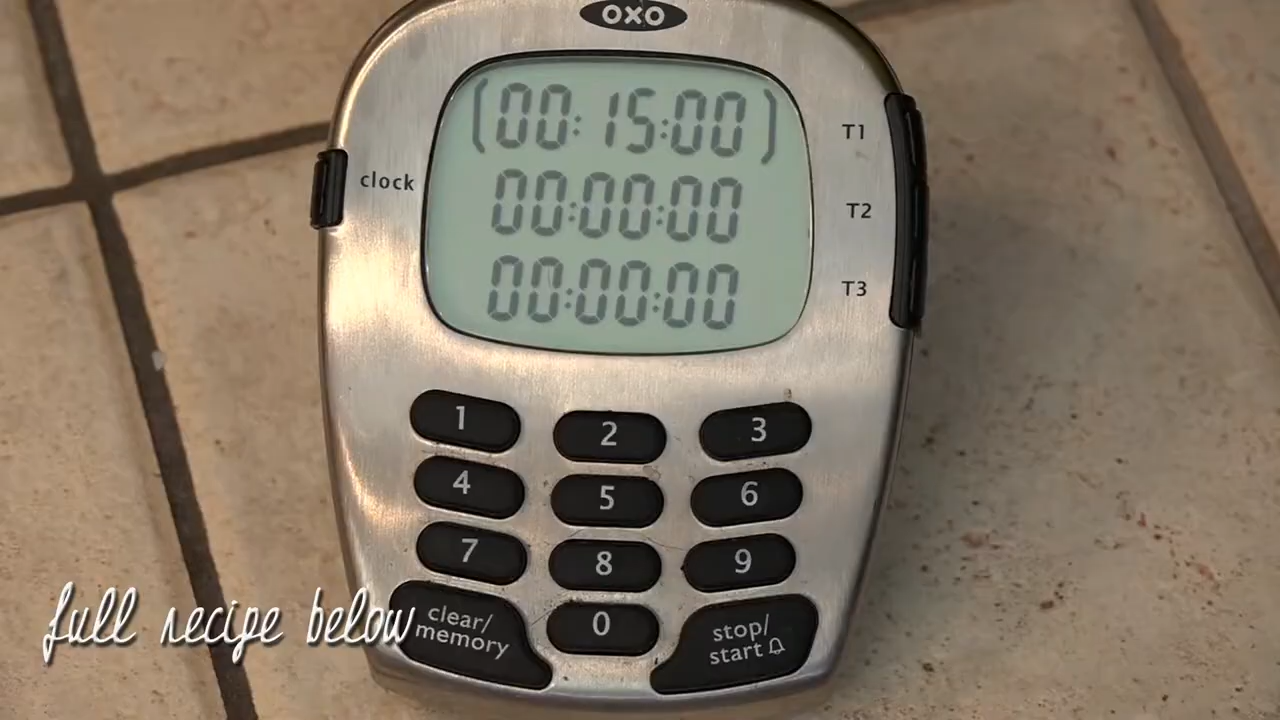 OXO
(00:15:00)
T1
clock
00:00:00
T2
00:00:00
T3
1 2 3
4 5 6
7 8 9
clear/
memory
0
stop/
start
full recipe below